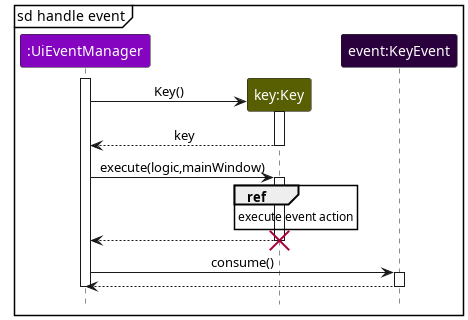 sd handle event
:UiEventManager
event:KeyEvent
Key()
key:Key
key
execute(logic,mainWindow)
ref
execute event action
consume()